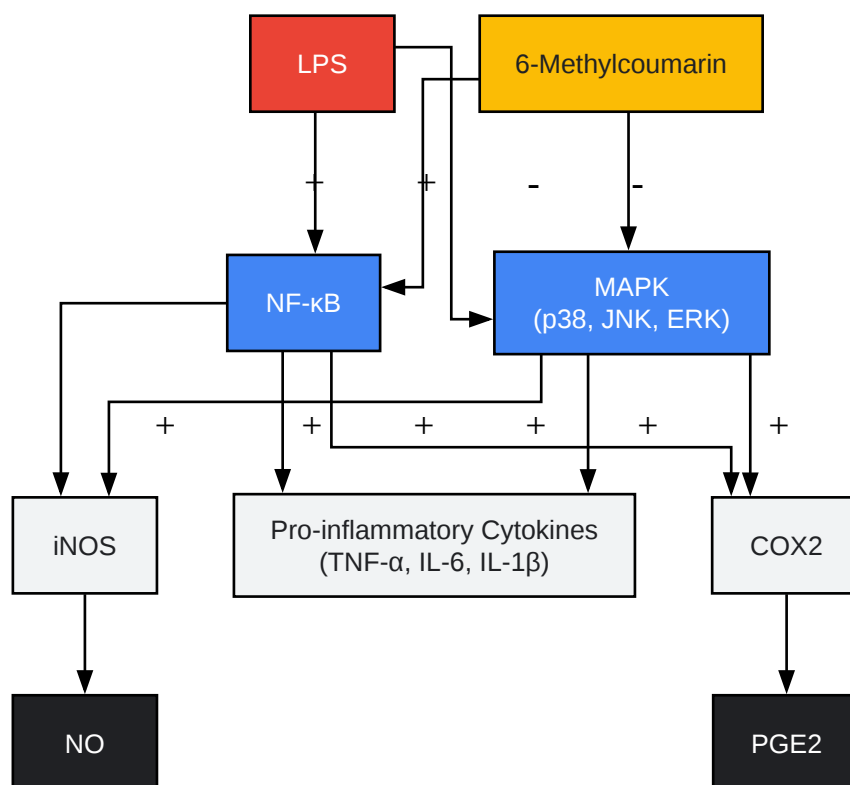 LPS
6-Methylcoumarin
+ + - -
NF-κB
MAPK
(p38, JNK, ERK)
+ + + + + +
iNOS
Pro-inflammatory Cytokines
(TNF-α, IL-6, IL-1β)
COX2
NO
PGE2